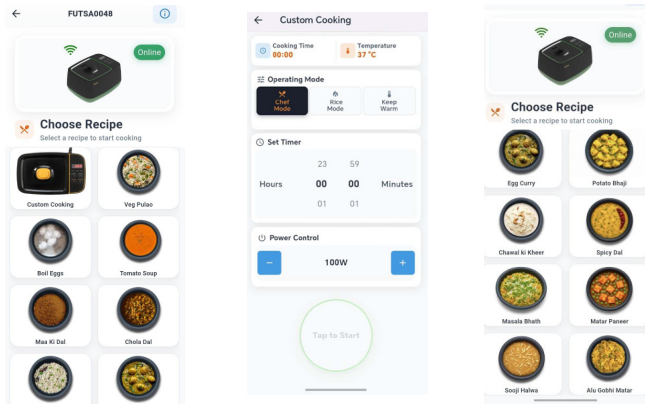 FUTSA0048
Online
Choose Recipe
Select a recipe to start cooking
Custom Cooking
Veg Pulao
Boil Eggs
Tomato Soup
Maa Ki Dal
Chola Dal
Custom Cooking
Cooking Time
00:00
Temperature
37 °C
Operating Mode
Chef Mode
Rice Mode
Keep Warm
Set Timer
23 59
Hours 00 00 Minutes
01 01
Power Control
− 100W +
Tap to Start
Online
Choose Recipe
Select a recipe to start cooking
Egg Curry
Potato Bhaji
Chawal ki Kheer
Spicy Dal
Masala Bhath
Matar Paneer
Sooji Halwa
Alu Gobhi Matar